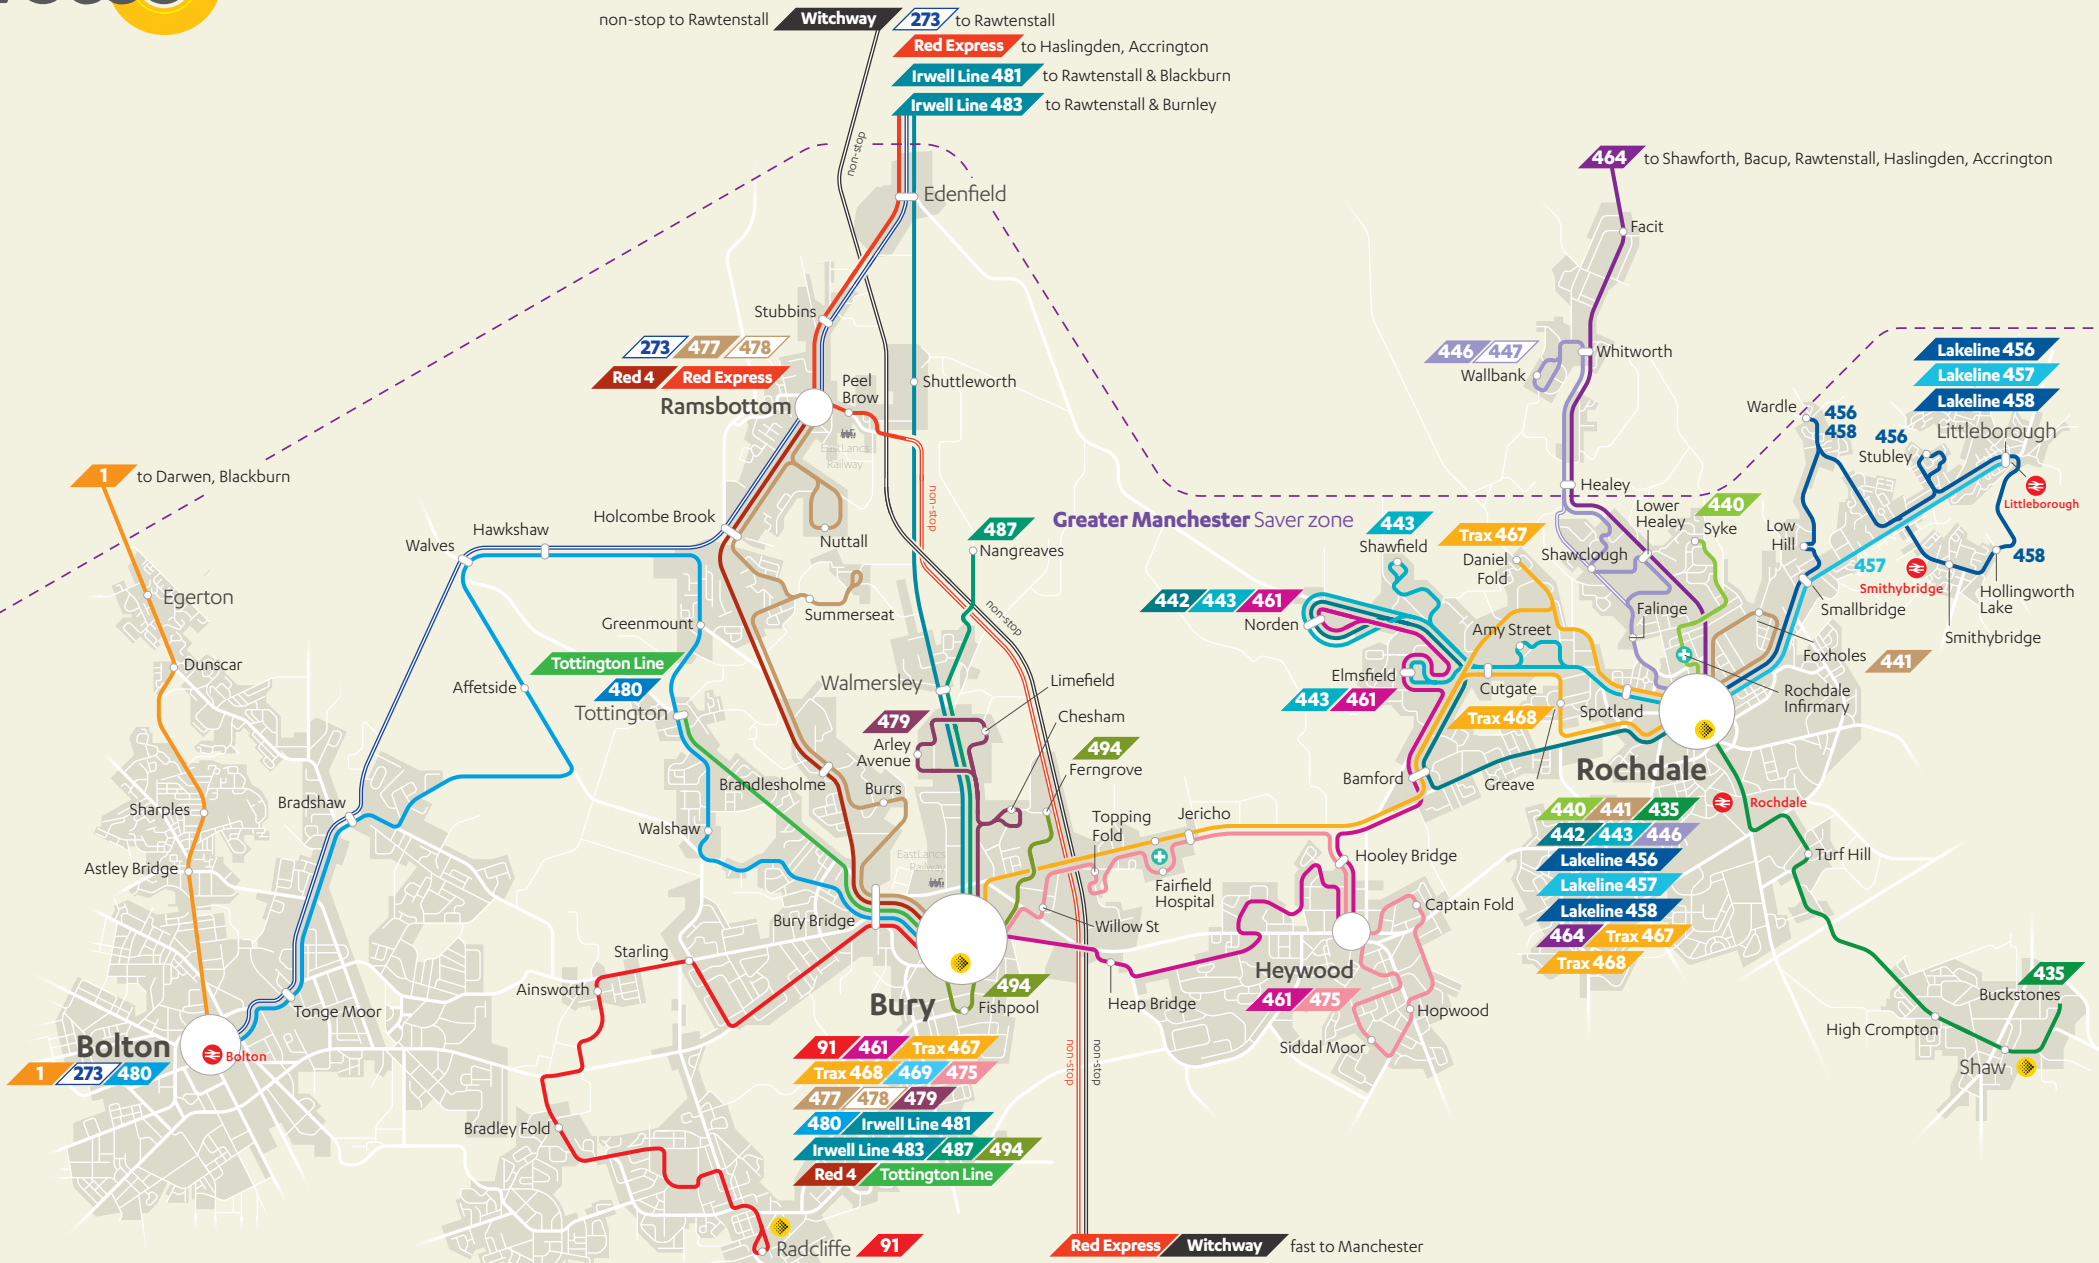 non-stop to Rawtenstall Witchway 273 to Rawtenstall
Red Express to Haslingden, Accrington
Irwell Line 481 to Rawtenstall & Blackburn
Irwell Line 483 to Rawtenstall & Burnley
non-stop
464 to Shawforth, Bacup, Rawtenstall, Haslingden, Accrington
Edenfield
Facit
Stubbins
273 477 478
Red 4 Red Express
Ramsbottom
Peel
Brow
Shuttleworth
EastLancs
Railway
446 447
Wallbank
Whitworth
Lakeline 456
Lakeline 457
Lakeline 458
Wardle
456
458
456
Stubley
Littleborough
Littleborough
1 to Darwen, Blackburn
Hawkshaw
Walves
Holcombe Brook
Nuttall
non-stop
487
Nangreaves
Greater Manchester Saver zone
443
Shawfield
Trax 467
Daniel
Fold
Healey
Lower
Healey
440
Syke
Shawclough
Low
Hill
457
Smithybridge
458
Hollingworth
Lake
Smallbridge
Smithybridge
Egerton
Dunscar
Greenmount
Summerseat
non-stop
442 443 461
Norden
Amy Street
Falinge
Foxholes
441
Tottington Line
480
Tottington
Affetside
Walmersley
Limefield
Chesham
479
Arley
Avenue
494
Ferngrove
Elmsfield
443 461
Cutgate
Trax 468
Spotland
Rochdale
Infirmary
Bamford
Greave
Rochdale
Rochdale
Sharples
Bradshaw
Brandlesholme
Burrs
Walshaw
Astley Bridge
EastLancs
Railway
Topping
Fold
Jericho
Fairfield
Hospital
Hooley Bridge
440 441 435
442 443 446
Lakeline 456
Lakeline 457
Lakeline 458
464 Trax 467
Trax 468
Turf Hill
Bury Bridge
Willow St
Captain Fold
Starling
Ainsworth
Heywood
461 475
Heap Bridge
Hopwood
Siddal Moor
435
Buckstones
High Crompton
Shaw
Tonge Moor
Bolton
Bolton
1 273 480
Bury
494
Fishpool
91 461 Trax 467
Trax 468 469 475
477 478 479
480 Irwell Line 481
Irwell Line 483 487 494
Red 4 Tottington Line
non-stop
non-stop
Bradley Fold
Radcliffe 91
Red Express Witchway fast to Manchester